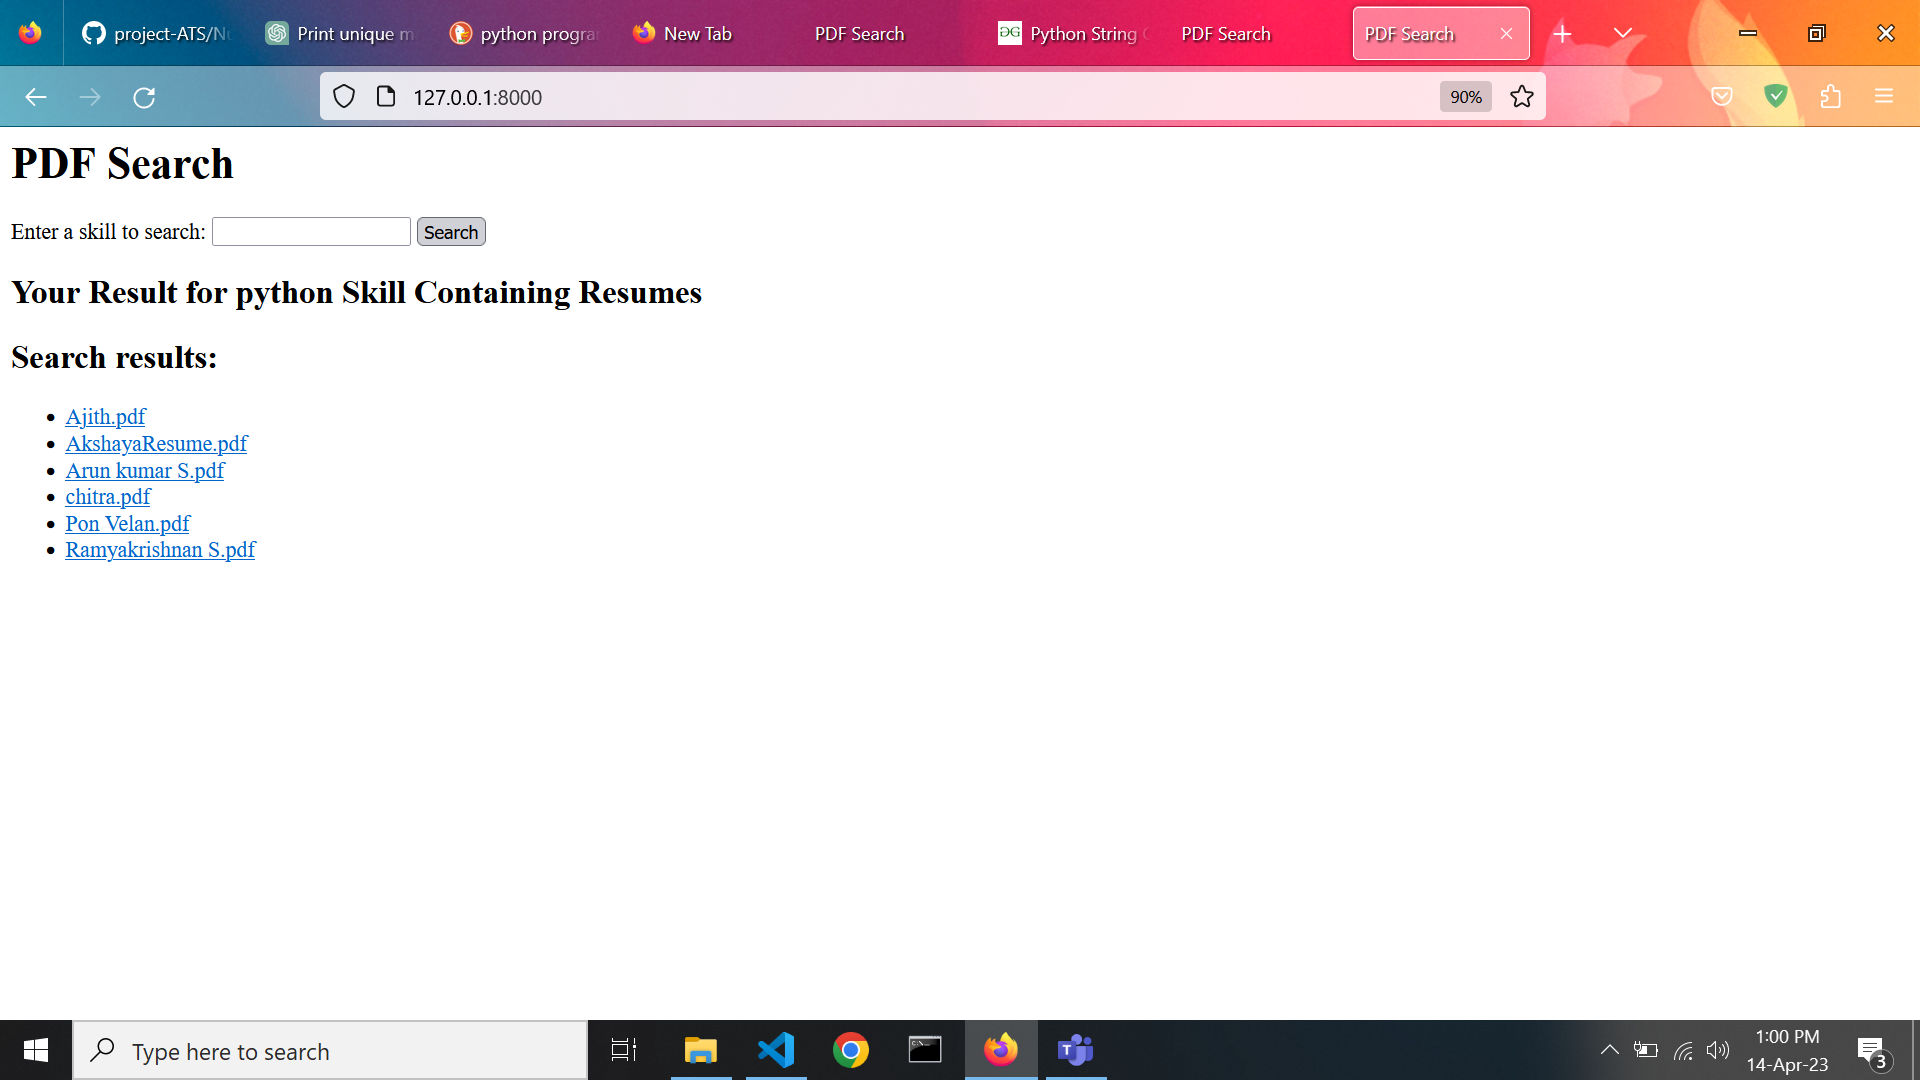 project-ATS/Nu
Print unique m
python program
New Tab
PDF Search
Python String
PDF Search
PDF Search
127.0.0.1:8000
90%
PDF Search
Enter a skill to search:
Search
Your Result for python Skill Containing Resumes
Search results:
Ajith.pdf
AkshayaResume.pdf
Arun kumar S.pdf
chitra.pdf
Pon Velan.pdf
Ramyakrishnan S.pdf
Type here to search
1:00 PM
14-Apr-23
3